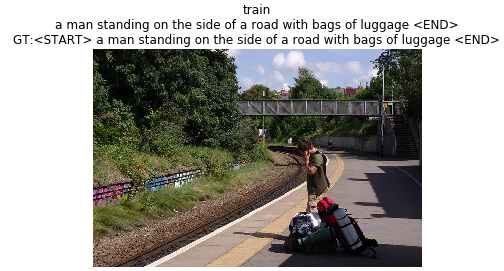 train
a man standing on the side of a road with bags of luggage <END>
GT:<START> a man standing on the side of a road with bags of luggage <END>